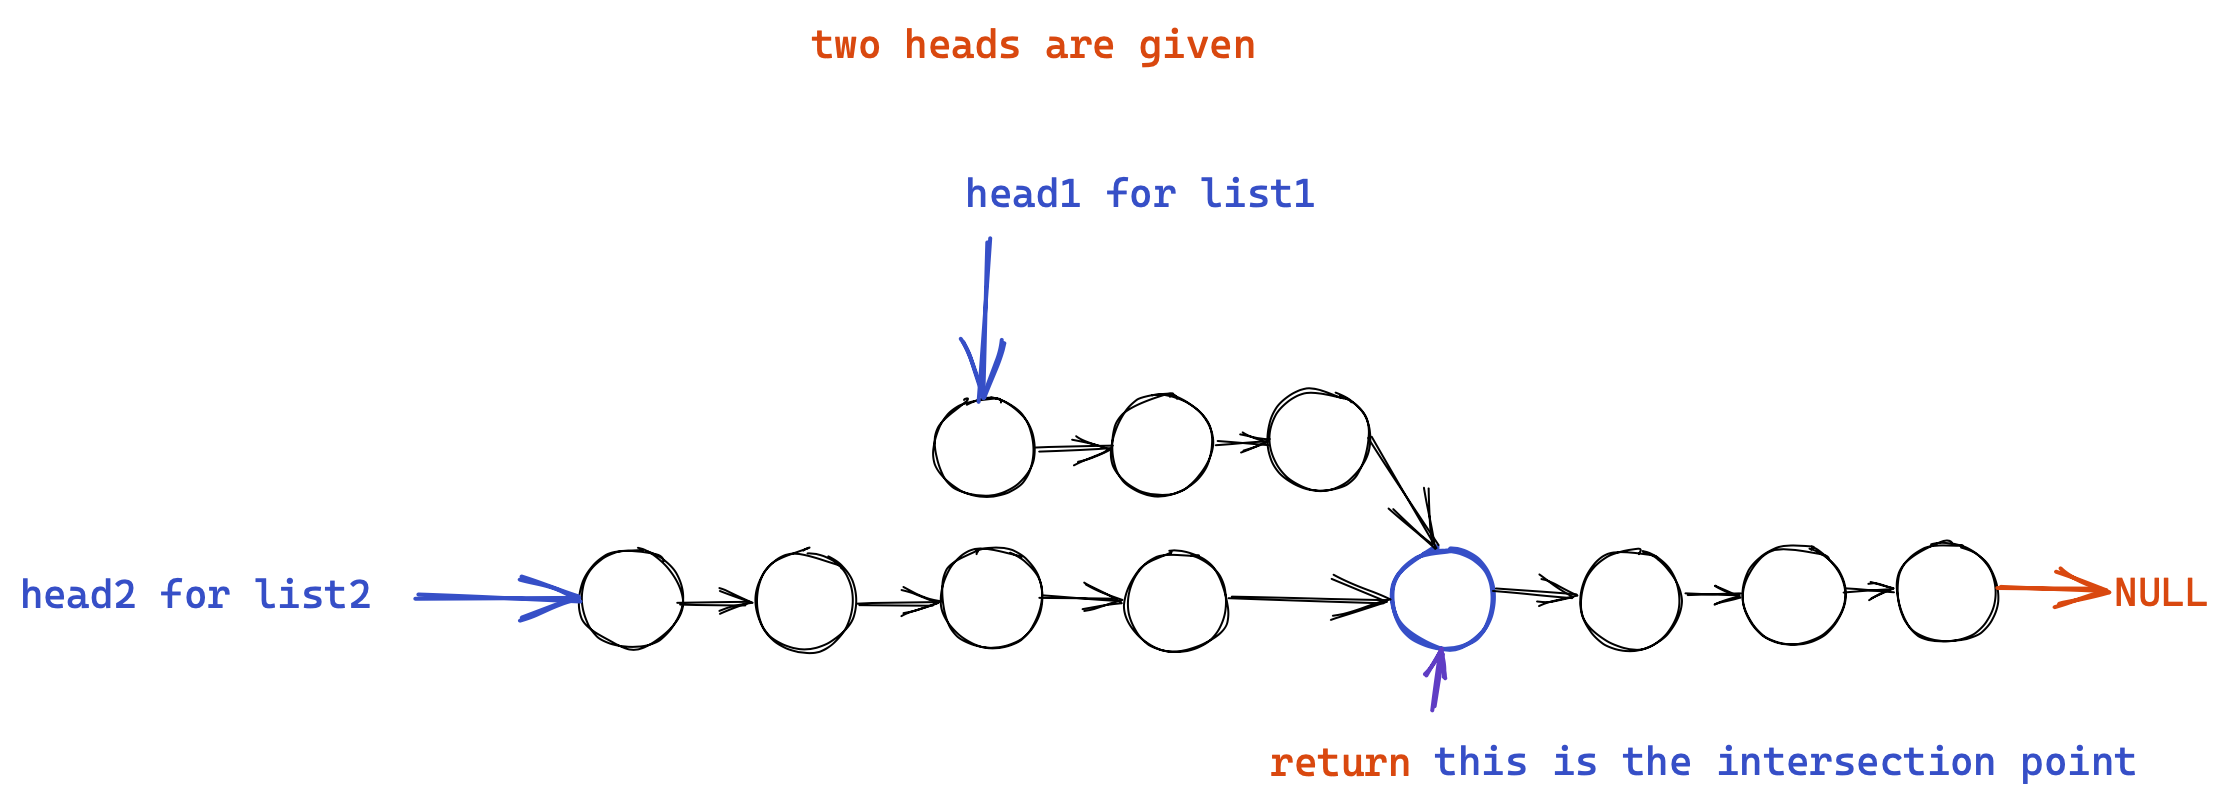 two heads are given
head1 for list1
head2 for list2
NULL
return this is the intersection point